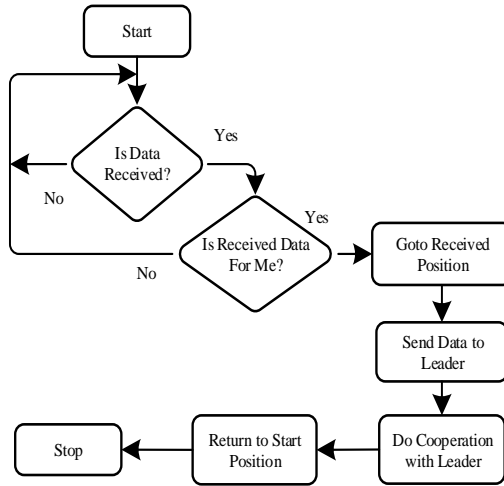 Start
Yes
Is Data
Received?
No
Yes
Is Received Data
For Me?
No
Goto Received
Position
Send Data to
Leader
Do Cooperation
with Leader
Return to Start
Position
Stop